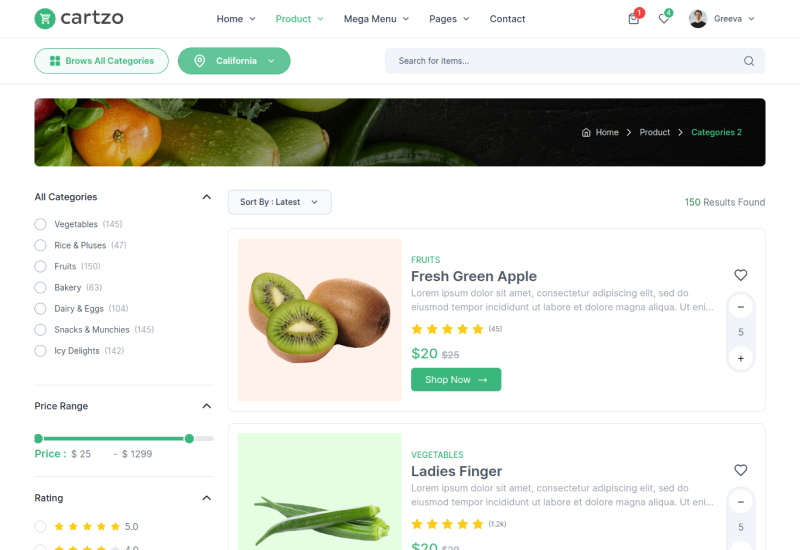 cartzo
Home Product Mega Menu Pages Contact
1
4
Greeva
Brows All Categories
California
Search for items...
Home Product Categories 2
All Categories
Vegetables (145)
Rice & Pluses (47)
Fruits (150)
Bakery (63)
Dairy & Eggs (104)
Snacks & Munchies (145)
Icy Delights (142)
Price Range
Price : $ 25 - $ 1299
Rating
5.0
4.0
Sort By : Latest
150 Results Found
FRUITS
Fresh Green Apple
Lorem ipsum dolor sit amet, consectetur adipiscing elit, sed do
eiusmod tempor incididunt ut labore et dolore magna aliqua. Ut eni...
(45)
$20 $25
Shop Now
5
VEGETABLES
Ladies Finger
Lorem ipsum dolor sit amet, consectetur adipiscing elit, sed do
eiusmod tempor incididunt ut labore et dolore magna aliqua. Ut eni...
(1.2k)
$20 $29
5